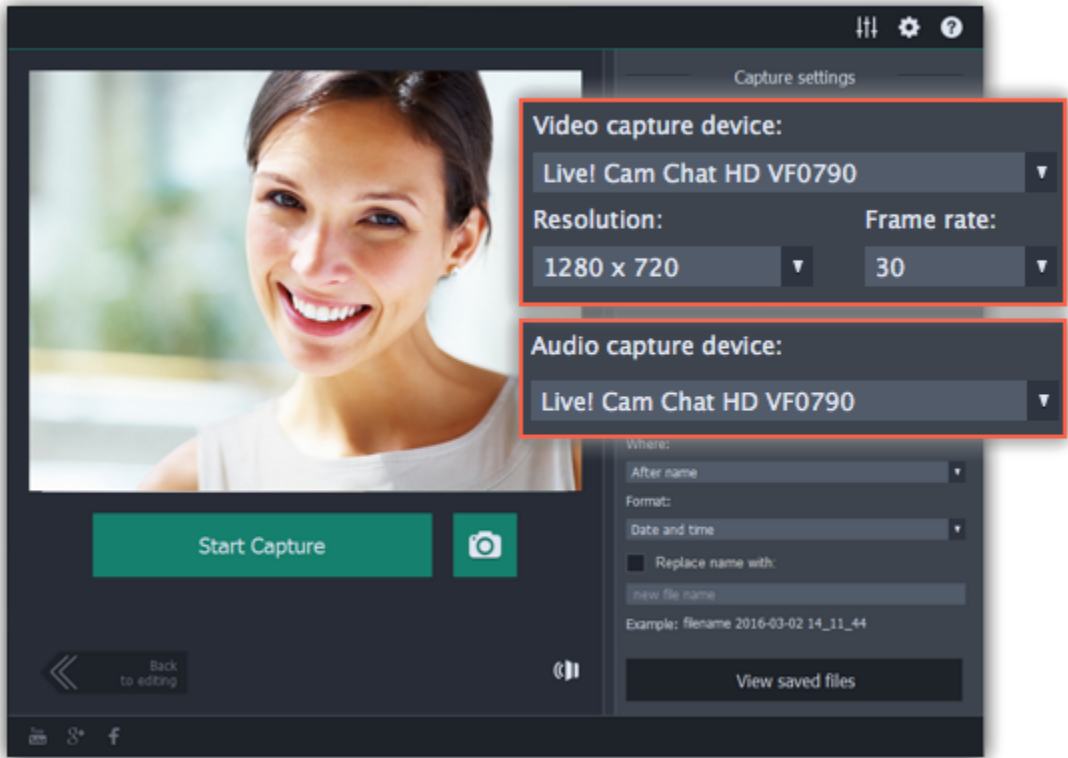 Capture settings
Video capture device:
Live! Cam Chat HD VF0790
Resolution:
Frame rate:
1280 x 720
30
Audio capture device:
Live! Cam Chat HD VF0790
Where:
After name
Format:
Date and time
Replace name with:
new file name
Example: filename 2016-03-02 14_11_44
View saved files
Start Capture
Back
to editing